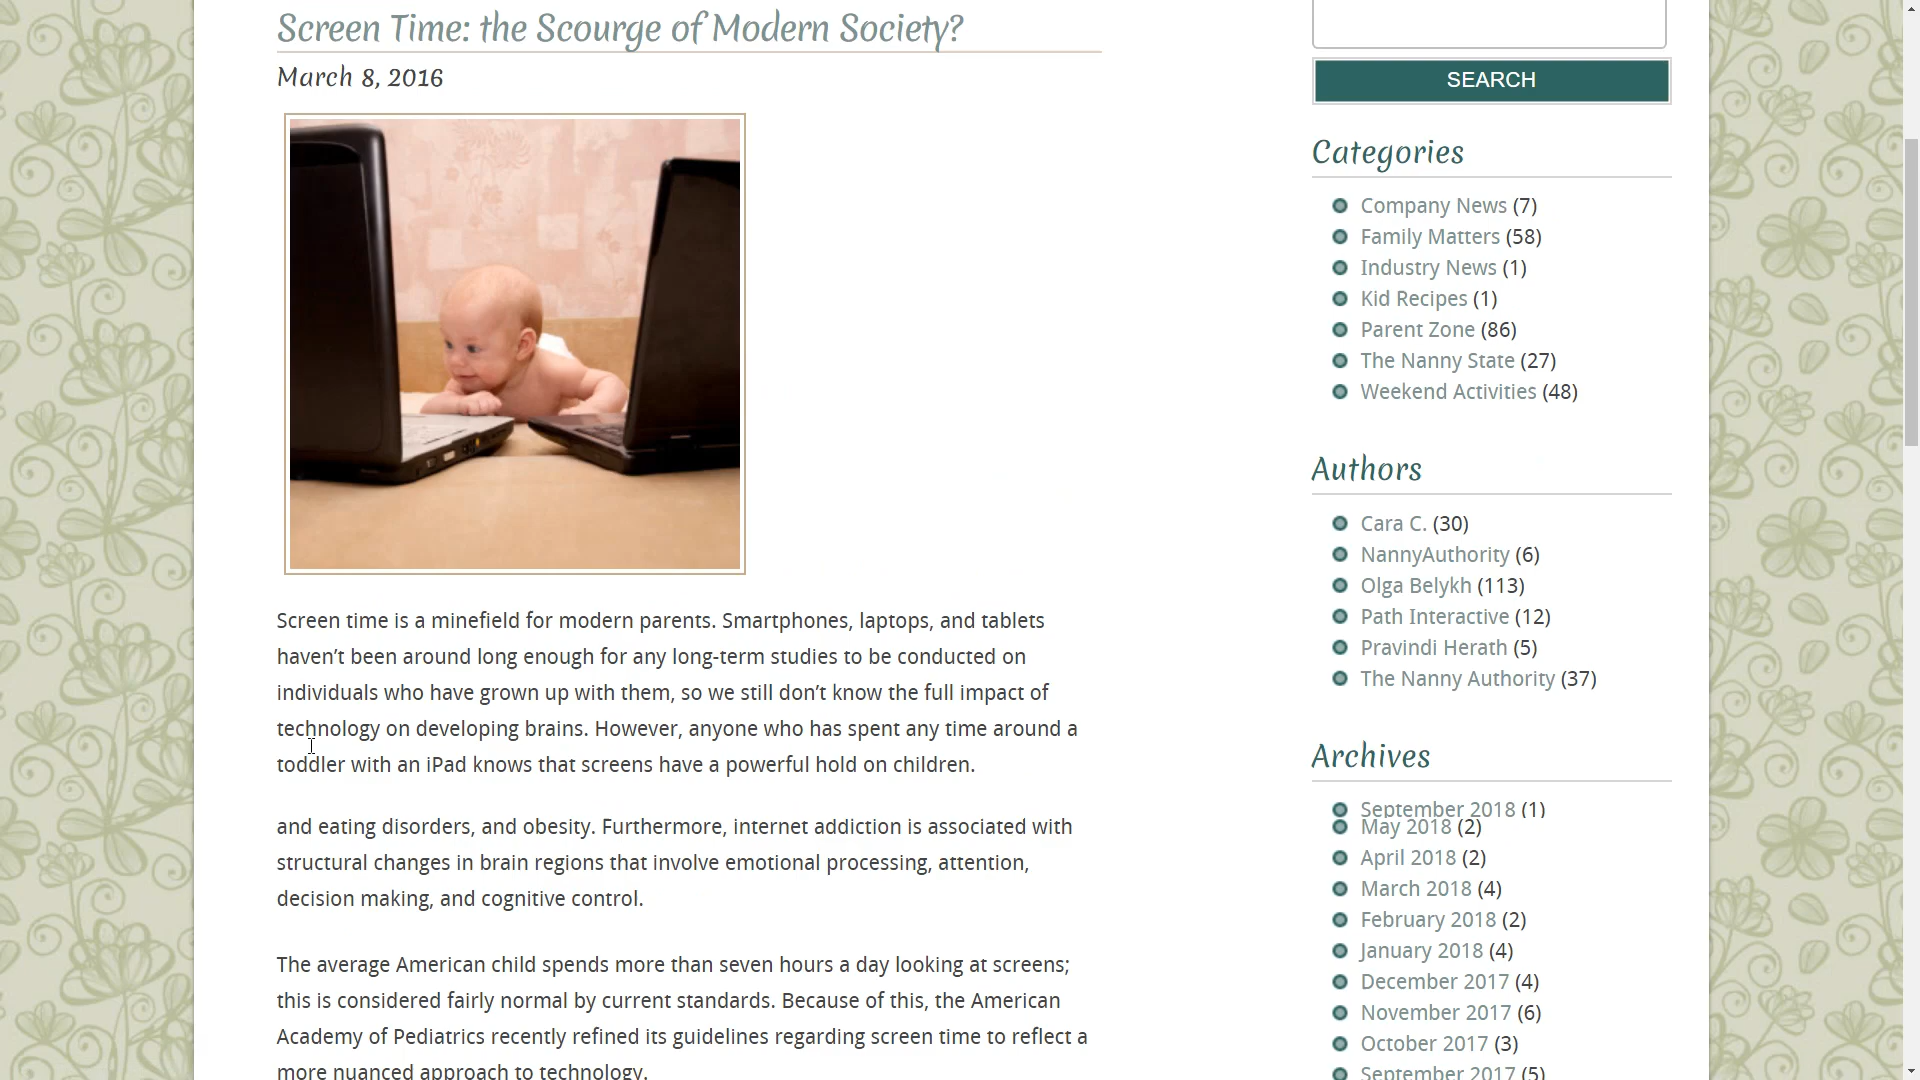 Screen Time: the Scourge of Modern Society?
March 8, 2016
Screen time is a minefield for modern parents. Smartphones, laptops, and tablets
haven’t been around long enough for any long-term studies to be conducted on
individuals who have grown up with them, so we still don’t know the full impact of
technology on developing brains. However, anyone who has spent any time around a
toddler with an iPad knows that screens have a powerful hold on children.
and eating disorders, and obesity. Furthermore, internet addiction is associated with
structural changes in brain regions that involve emotional processing, attention,
decision making, and cognitive control.
The average American child spends more than seven hours a day looking at screens;
this is considered fairly normal by current standards. Because of this, the American
Academy of Pediatrics recently refined its guidelines regarding screen time to reflect a
more nuanced approach to technology.
SEARCH
Categories
Company News (7)
Family Matters (58)
Industry News (1)
Kid Recipes (1)
Parent Zone (86)
The Nanny State (27)
Weekend Activities (48)
Authors
Cara C. (30)
NannyAuthority (6)
Olga Belykh (113)
Path Interactive (12)
Pravindi Herath (5)
The Nanny Authority (37)
Archives
September 2018 (1)
May 2018 (2)
April 2018 (2)
March 2018 (4)
February 2018 (2)
January 2018 (4)
December 2017 (4)
November 2017 (6)
October 2017 (3)
September 2017 (5)